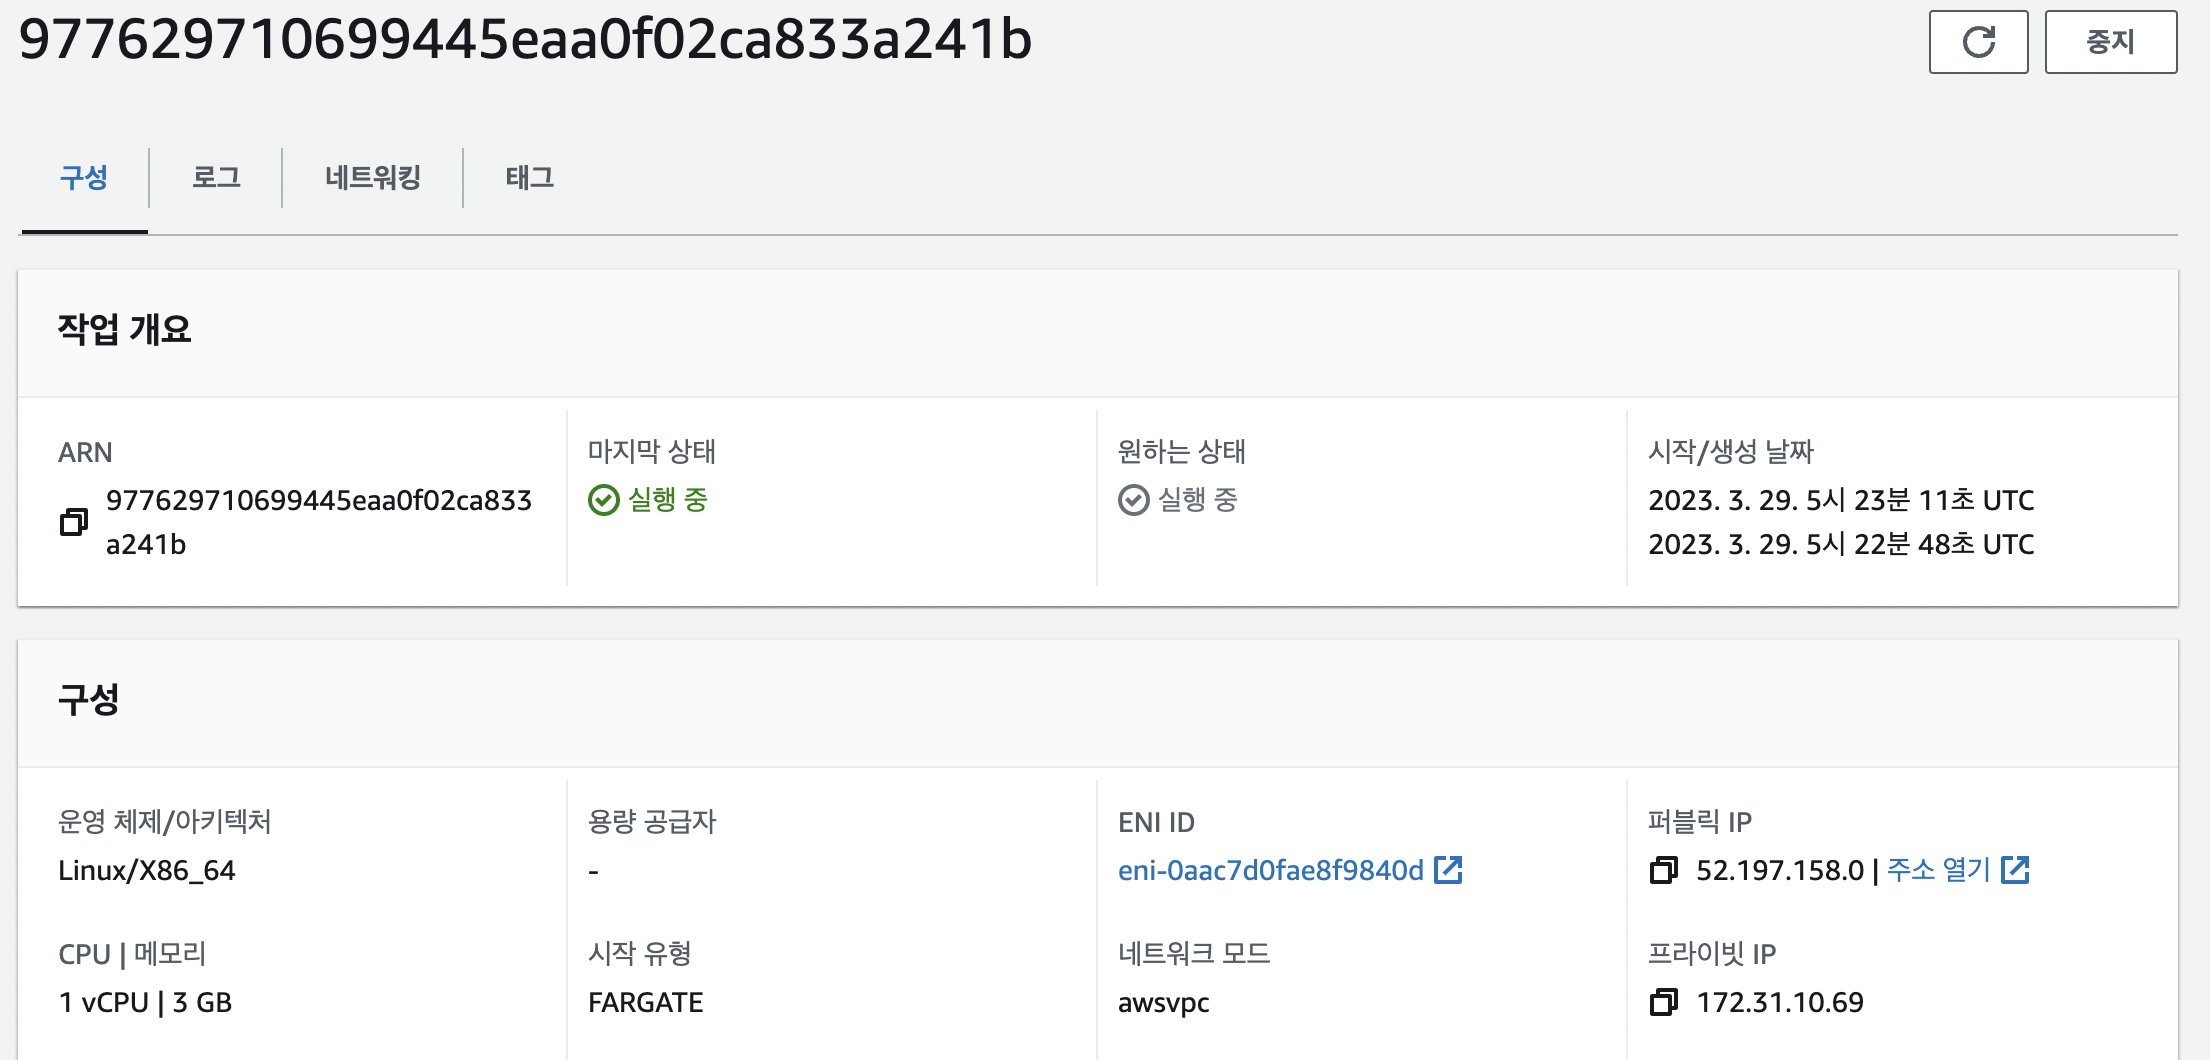 977629710699445eaa0f02ca833a241b
중지
구성
로그
네트워킹
태그
작업 개요
ARN
977629710699445eaa0f02ca833
a241b
마지막 상태
실행 중
원하는 상태
실행 중
시작/생성 날짜
2023. 3. 29. 5시 23분 11초 UTC
2023. 3. 29. 5시 22분 48초 UTC
구성
운영 체제/아키텍처
Linux/X86_64
용량 공급자
-
ENI ID
eni-0aac7d0fae8f9840d
퍼블릭 IP
52.197.158.0 | 주소 열기
CPU | 메모리
1 vCPU | 3 GB
시작 유형
FARGATE
네트워크 모드
awsvpc
프라이빗 IP
172.31.10.69